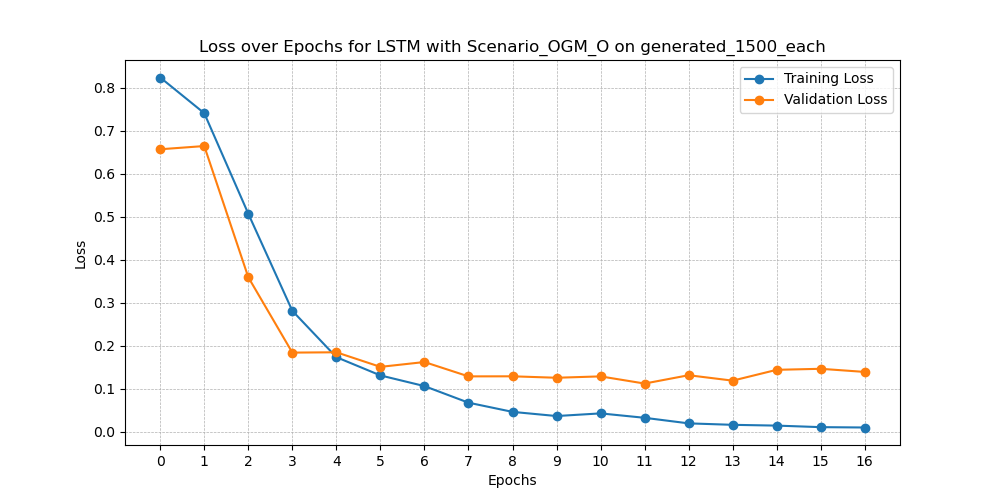 Loss over Epochs for LSTM with Scenario_OGM_O on generated_1500_each
Training Loss
Validation Loss
0.8
0.7
0.6
0.5
0.4
0.3
0.2
0.1
0.0
Loss
0 1 2 3 4 5 6 7 8 9 10 11 12 13 14 15 16
Epochs